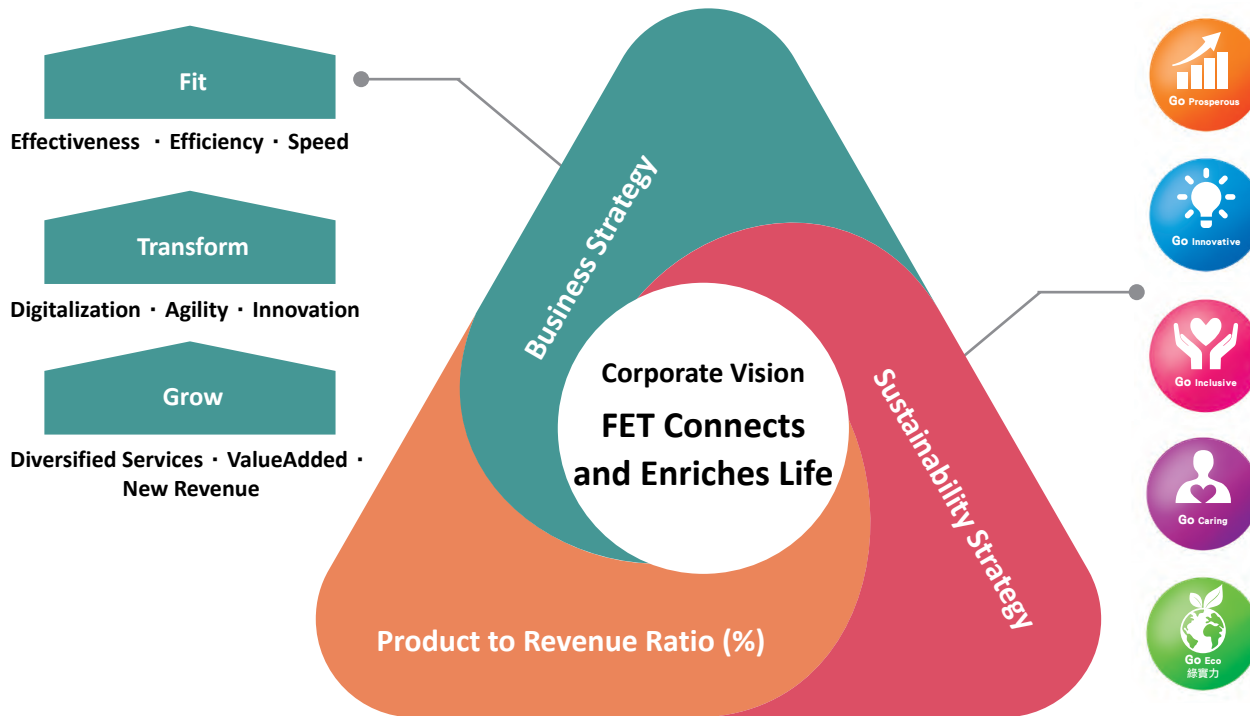 Fit
Effectiveness · Efficiency · Speed
Transform
Digitalization · Agility · Innovation
Grow
Diversified Services · ValueAdded ·
New Revenue
Business Strategy
Corporate Vision
FET Connects
and Enriches Life
Sustainability Strategy
Product to Revenue Ratio (%)
Go Prosperous
Go Innovative
Go Inclusive
Go Caring
Go Eco
綠實力